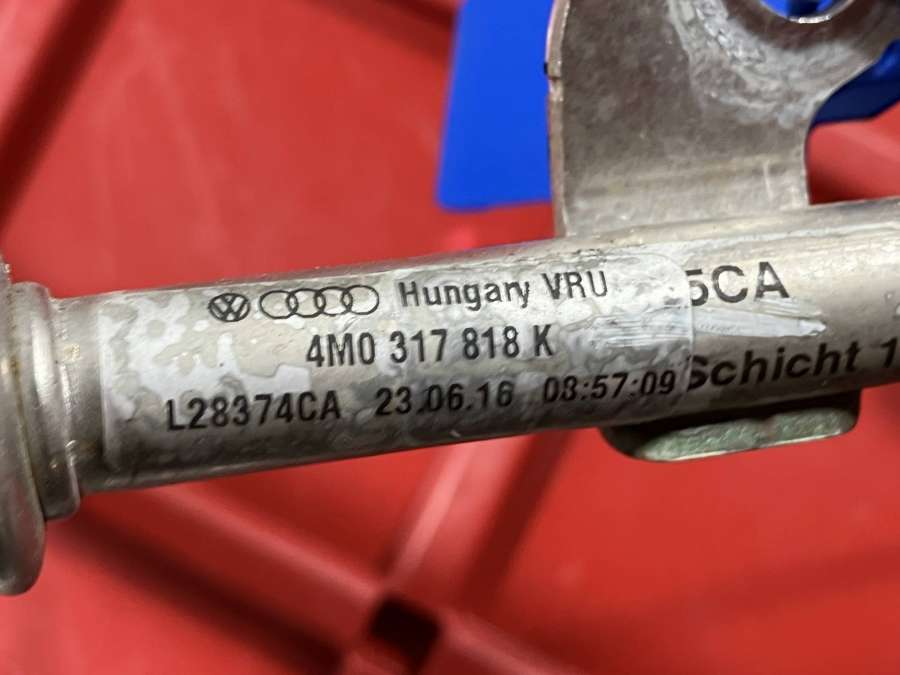 Hungary VRU
4M0 317 818 K
L28374CA 23.06.16 08:57:09
5CA
Schicht 1